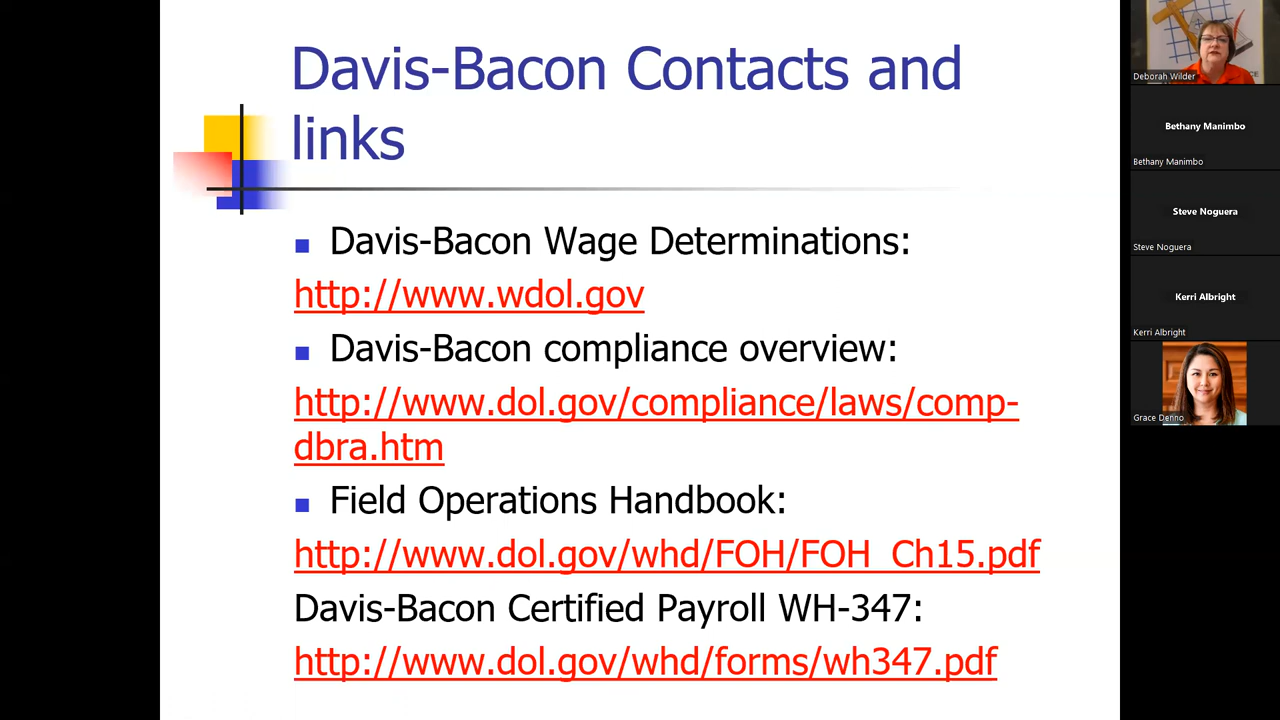 Davis-Bacon Contacts and
links
Davis-Bacon Wage Determinations:
http://www.wdol.gov
Davis-Bacon compliance overview:
http://www.dol.gov/compliance/laws/comp-
dbra.htm
Field Operations Handbook:
http://www.dol.gov/whd/FOH/FOH_Ch15.pdf
Davis-Bacon Certified Payroll WH-347:
http://www.dol.gov/whd/forms/wh347.pdf
Deborah Wilder
Bethany Manimbo
Bethany Manimbo
Steve Noguera
Steve Noguera
Kerri Albright
Kerri Albright
Grace Denno